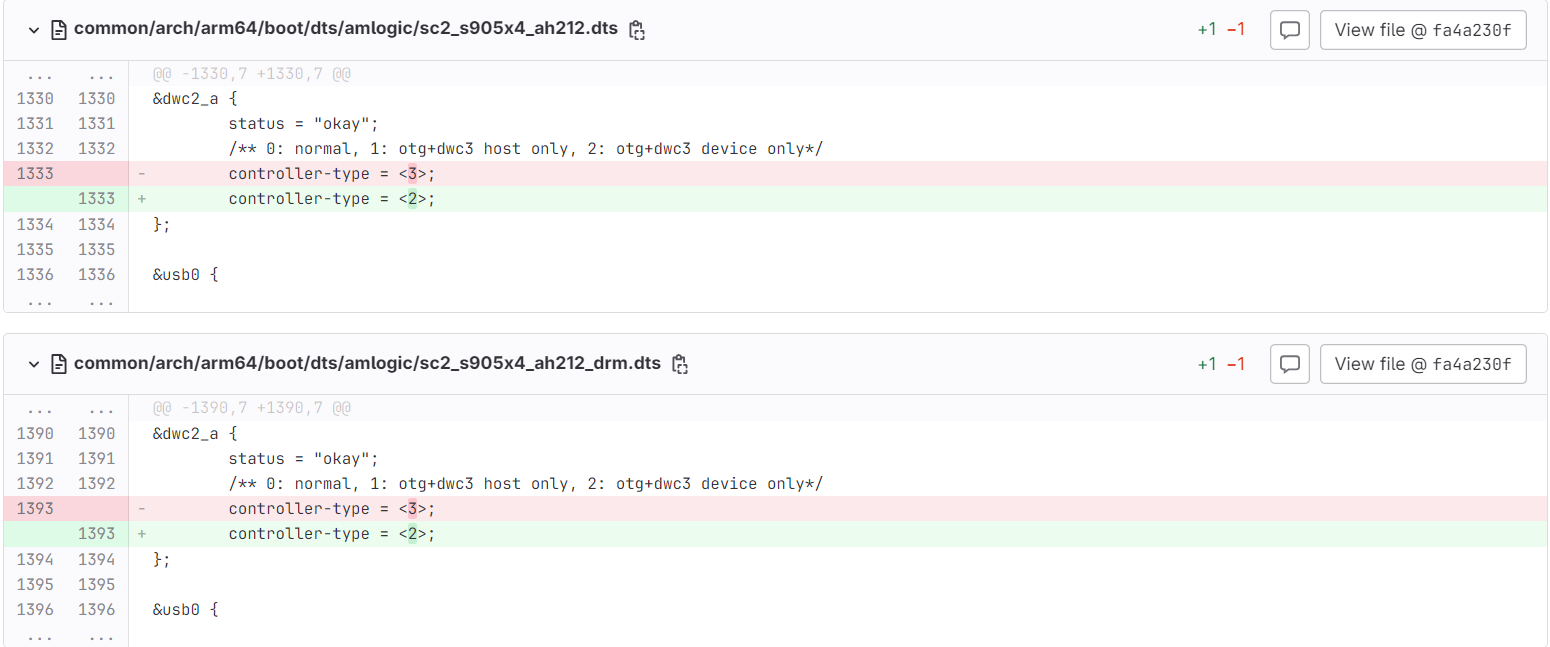 common/arch/arm64/boot/dts/amlogic/sc2_s905x4_ah212.dts +1 −1 View file @ fa4a230f
... ... @@ -1330,7 +1330,7 @@
1330 1330 &dwc2_a {
1331 1331 status = "okay";
1332 1332 /** 0: normal, 1: otg+dwc3 host only, 2: otg+dwc3 device only*/
1333 - controller-type = <3>;
1333 + controller-type = <2>;
1334 1334 };
1335 1335
1336 1336 &usb0 {
... ...
common/arch/arm64/boot/dts/amlogic/sc2_s905x4_ah212_drm.dts +1 −1 View file @ fa4a230f
... ... @@ -1390,7 +1390,7 @@
1390 1390 &dwc2_a {
1391 1391 status = "okay";
1392 1392 /** 0: normal, 1: otg+dwc3 host only, 2: otg+dwc3 device only*/
1393 - controller-type = <3>;
1393 + controller-type = <2>;
1394 1394 };
1395 1395
1396 1396 &usb0 {
... ...